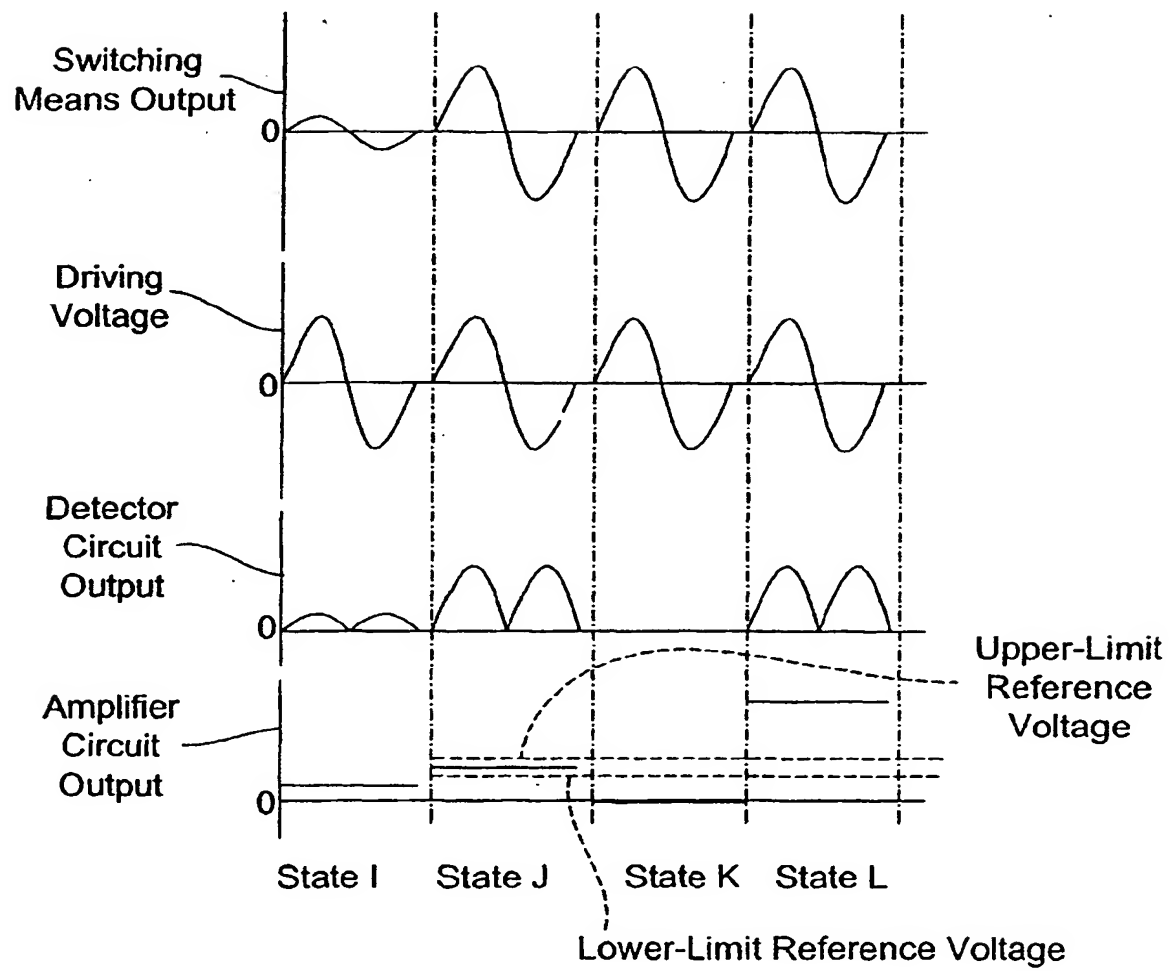 Switching
Means Output
0
Driving
Voltage
0
Detector
Circuit
Output
0
Upper-Limit
Reference
Voltage
Amplifier
Circuit
Output
0
State I
State J
State K
State L
Lower-Limit Reference Voltage